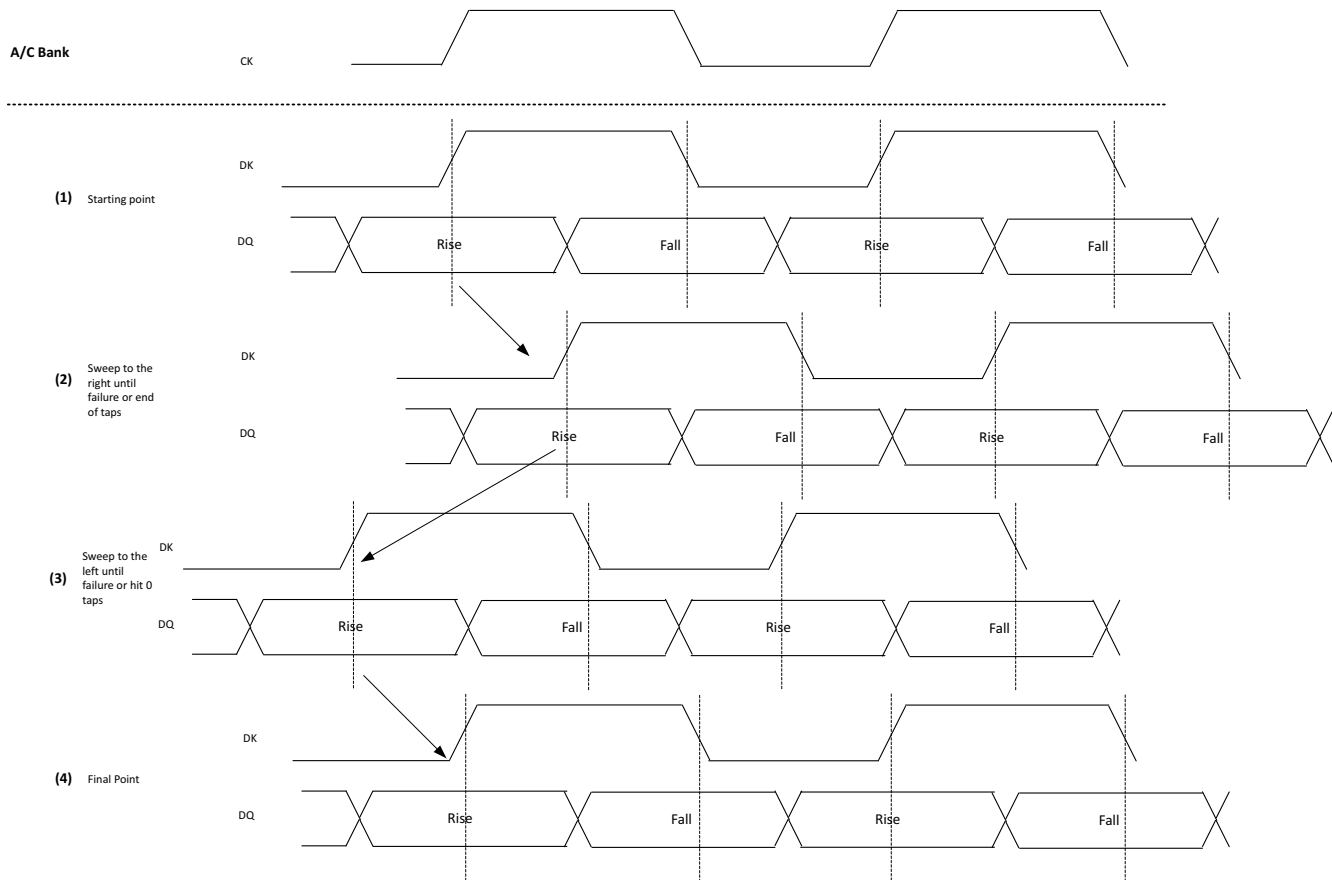 A/C Bank
CK
DK
(1) Starting point
DQ
Rise Fall Rise Fall
DK
(2) Sweep to the
right until
failure or end
of taps
DQ
Rise Fall Rise Fall
DK
(3) Sweep to the
left until
failure or hit 0
taps
DQ
Rise Fall Rise Fall
DK
(4) Final Point
DQ
Rise Fall Rise Fall